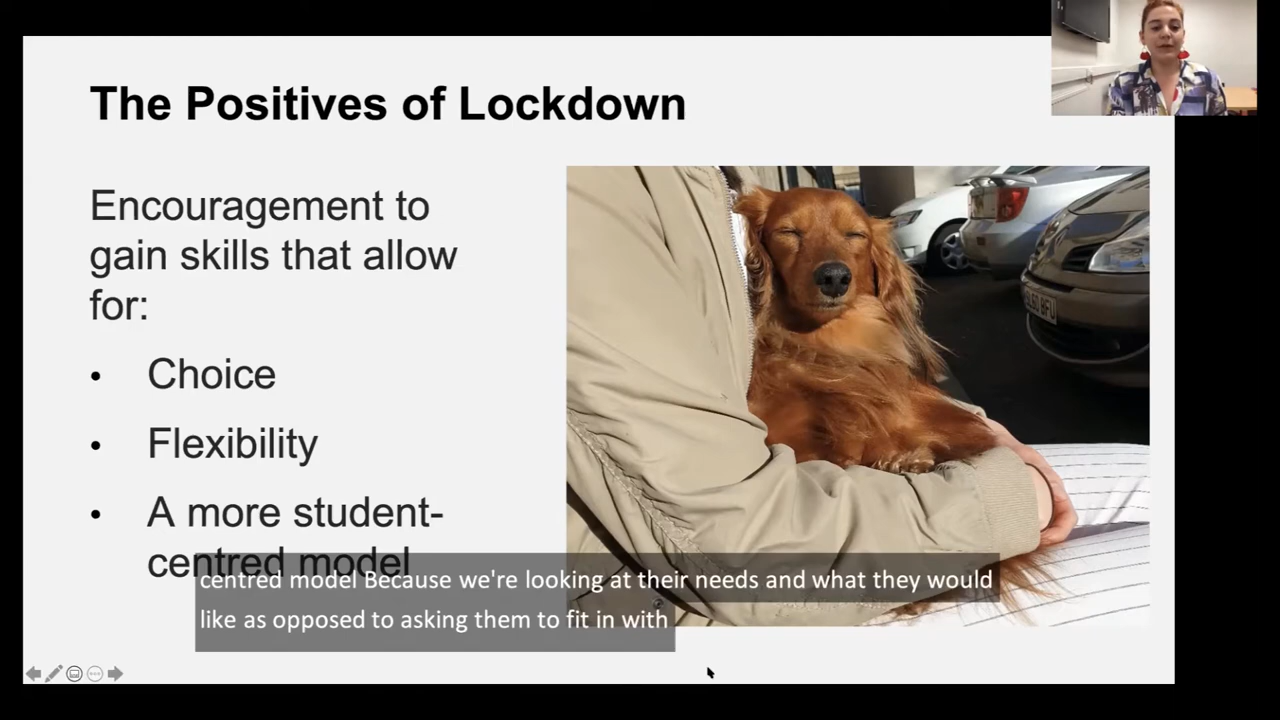 The Positives of Lockdown
Encouragement to
gain skills that allow
for:
• Choice
• Flexibility
• A more student-
centred model
centred model Because we're looking at their needs and what they would
like as opposed to asking them to fit in with